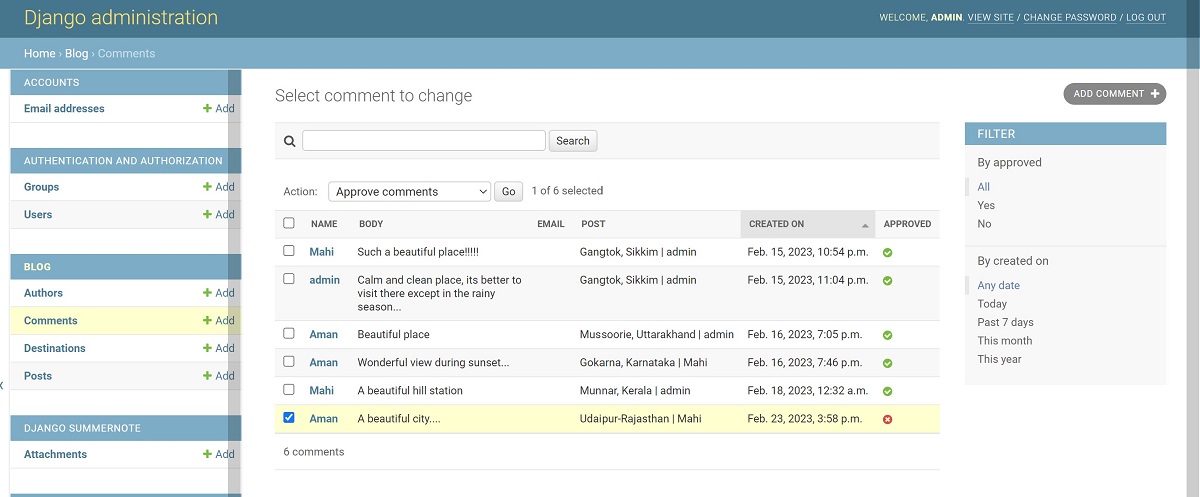 Django administration
WELCOME, ADMIN. VIEW SITE / CHANGE PASSWORD / LOG OUT
Home › Blog › Comments
ACCOUNTS
Email addresses + Add
AUTHENTICATION AND AUTHORIZATION
Groups + Add
Users + Add
BLOG
Authors + Add
Comments + Add
Destinations + Add
Posts + Add
DJANGO SUMMERNOTE
Attachments + Add
Select comment to change
ADD COMMENT +
Search
Action: Approve comments Go 1 of 6 selected
NAME BODY EMAIL POST CREATED ON APPROVED
Mahi Such a beautiful place!!!!! Gangtok, Sikkim | admin Feb. 15, 2023, 10:54 p.m.
admin Calm and clean place, its better to Gangtok, Sikkim | admin Feb. 15, 2023, 11:04 p.m.
visit there except in the rainy
season...
Aman Beautiful place Mussoorie, Uttarakhand | admin Feb. 16, 2023, 7:05 p.m.
Aman Wonderful view during sunset... Gokarna, Karnataka | Mahi Feb. 16, 2023, 7:46 p.m.
Mahi A beautiful hill station Munnar, Kerala | admin Feb. 18, 2023, 12:32 a.m.
Aman A beautiful city.... Udaipur-Rajasthan | Mahi Feb. 23, 2023, 3:58 p.m.
6 comments
FILTER
By approved
All
Yes
No
By created on
Any date
Today
Past 7 days
This month
This year